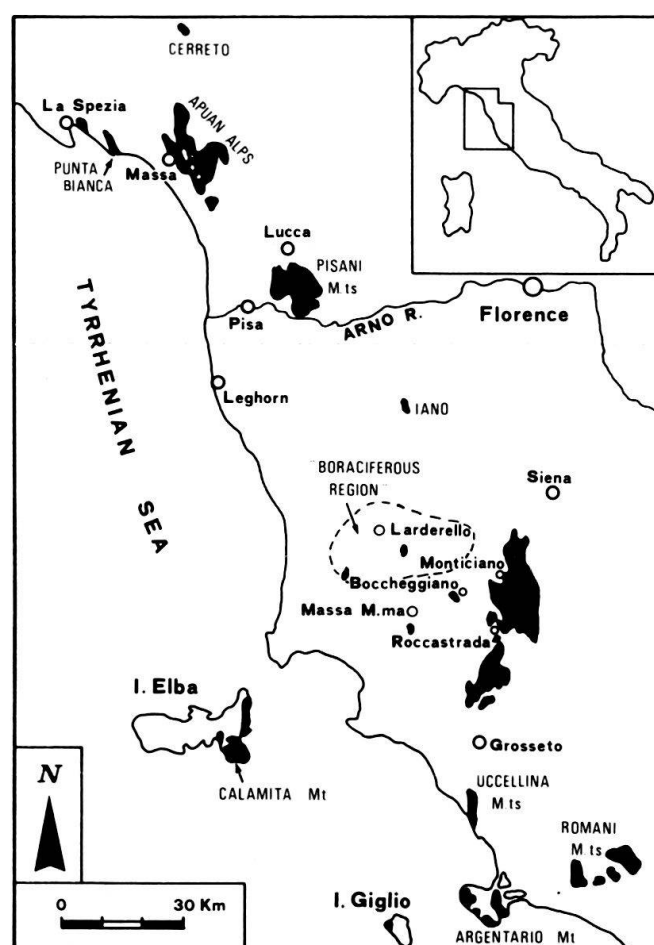 CERRETO
La Spezia
APUAN ALPS
PUNTA
BIANCA
Massa
Lucca
PISANI
M.ts
TYRRHENIAN SEA
Pisa
ARNO R.
Florence
Leghorn
IANO
BORACIFEROUS
REGION
Siena
Larderello
Monticiano
Boccheggiano
Massa M.ma
Roccastrada
I. Elba
Grosseto
CALAMITA Mt
UCCELLINA
M.ts
ROMANI
M.ts
N
0 30 Km
I. Giglio
ARGENTARIO Mt